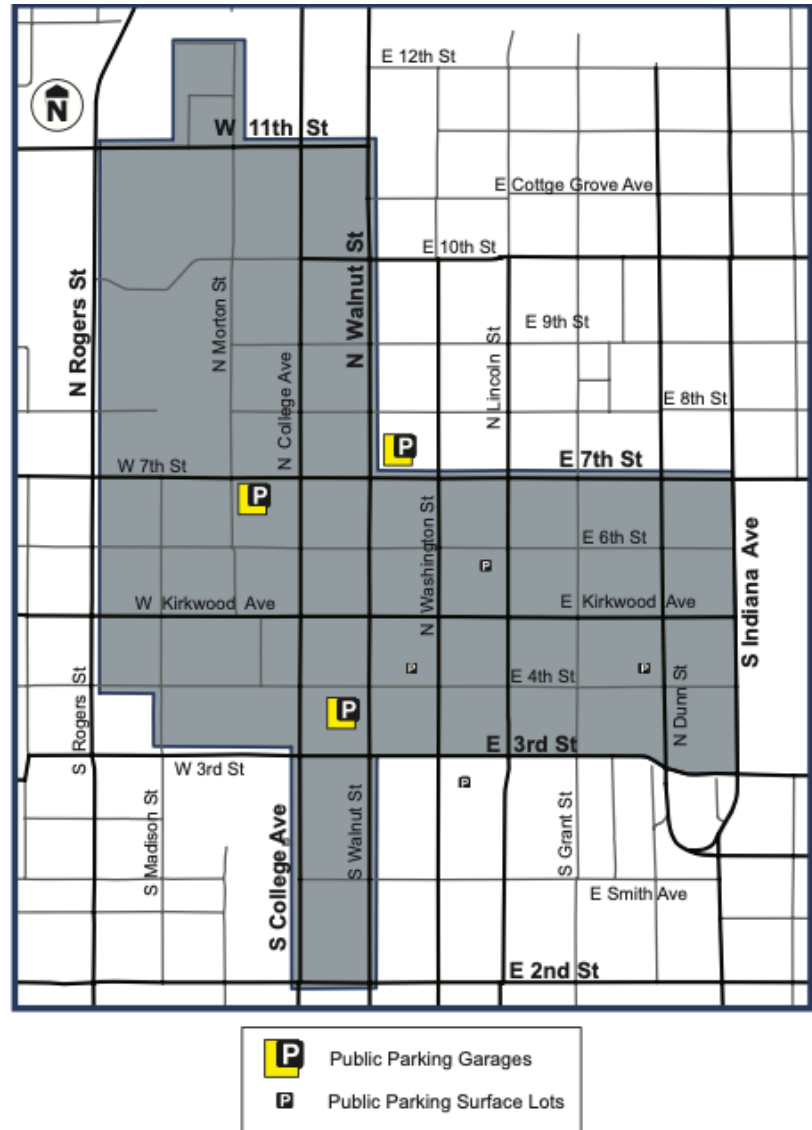 E 12th St
N
W 11th St
E Cottge Grove Ave
E 10th St
N Rogers St
N Morton St
N College Ave
N Walnut St
N Lincoln St
E 9th St
E 8th St
P
W 7th St
E 7th St
P
N Washington St
E 6th St
P
S Indiana Ave
W Kirkwood Ave
E Kirkwood Ave
S Rogers St
P
E 4th St
P
N Dunn St
P
E 3rd St
W 3rd St
P
S Madison St
S College Ave
S Walnut St
S Grant St
E Smith Ave
E 2nd St
P Public Parking Garages
P Public Parking Surface Lots